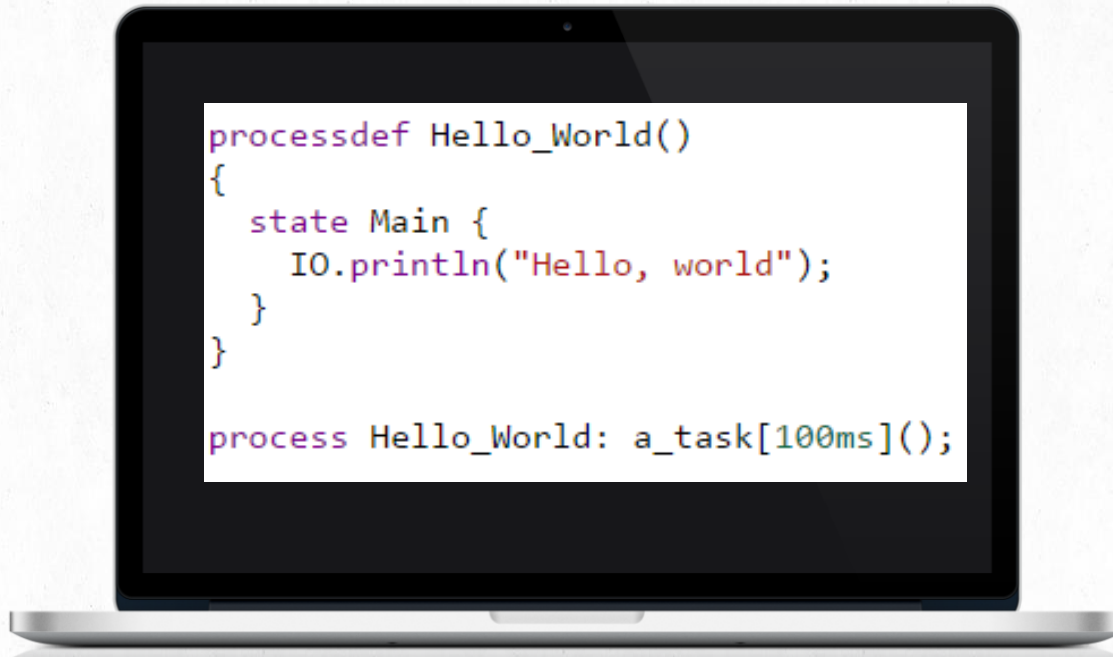 processdef Hello_World()
{
  state Main {
    IO.println("Hello, world");
  }
}
process Hello_World: a_task[100ms]();